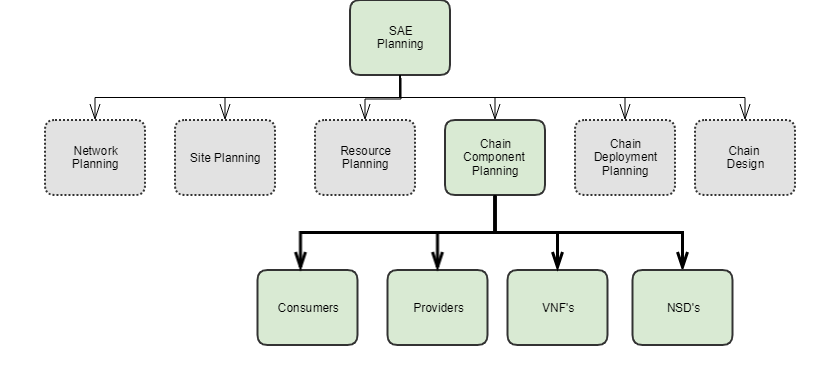 SAE
Planning
Network
Planning
Site Planning
Resource
Planning
Chain
Component
Planning
Chain
Deployment
Planning
Chain
Design
Consumers
Providers
VNF's
NSD's